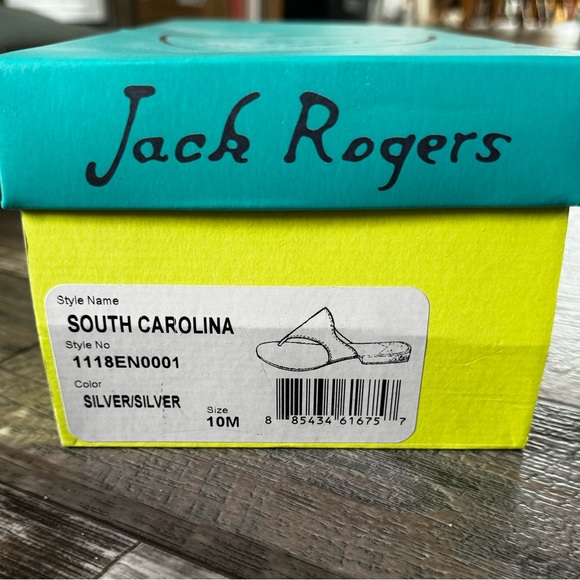 Jack Rogers
Style Name
SOUTH CAROLINA
Style No
1118EN0001
Color
SILVER/SILVER
Size
10M
8 85434 61675 7